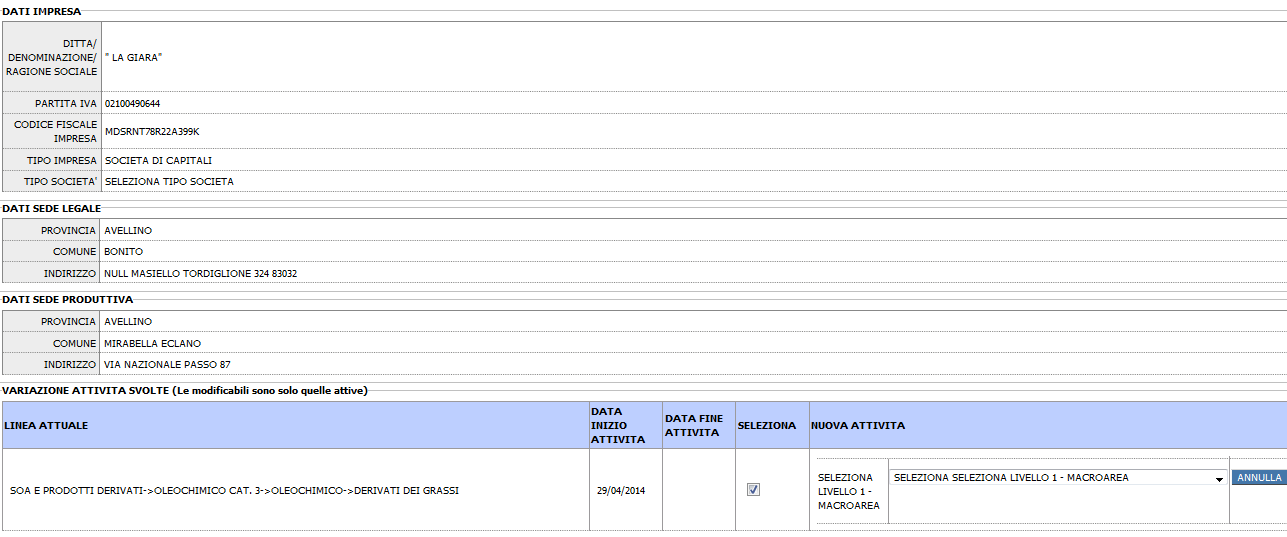 DATI IMPRESA
DITTA/
DENOMINAZIONE/
RAGIONE SOCIALE
" LA GIARA"
PARTITA IVA 02100490644
CODICE FISCALE
IMPRESA
MDSRNT78R22A399K
TIPO IMPRESA SOCIETA DI CAPITALI
TIPO SOCIETA' SELEZIONA TIPO SOCIETA
DATI SEDE LEGALE
PROVINCIA AVELLINO
COMUNE BONITO
INDIRIZZO NULL MASIELLO TORDIGLIONE 324 83032
DATI SEDE PRODUTTIVA
PROVINCIA AVELLINO
COMUNE MIRABELLA ECLANO
INDIRIZZO VIA NAZIONALE PASSO 87
VARIAZIONE ATTIVITA SVOLTE (Le modificabili sono solo quelle attive)
LINEA ATTUALE
DATA
INIZIO
ATTIVITA
DATA FINE
ATTIVITA
SELEZIONA
NUOVA ATTIVITA
SOA E PRODOTTI DERIVATI->OLEOCHIMICO CAT. 3->OLEOCHIMICO->DERIVATI DEI GRASSI
29/04/2014
SELEZIONA
LIVELLO 1 -
MACROAREA
SELEZIONA SELEZIONA LIVELLO 1 - MACROAREA
ANNULLA